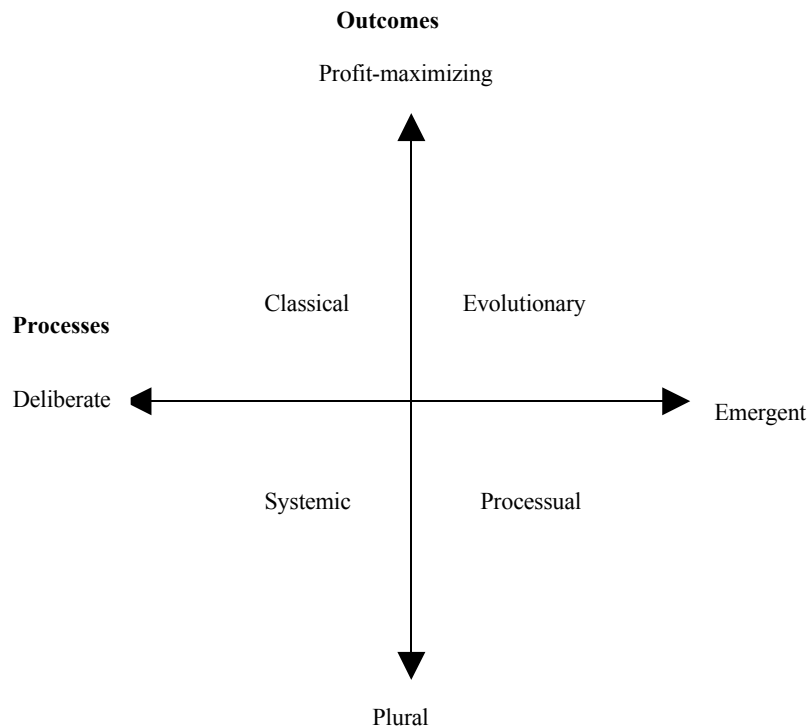 Outcomes
Profit-maximizing
Classical
Evolutionary
Processes
Deliberate
Emergent
Systemic
Processual
Plural